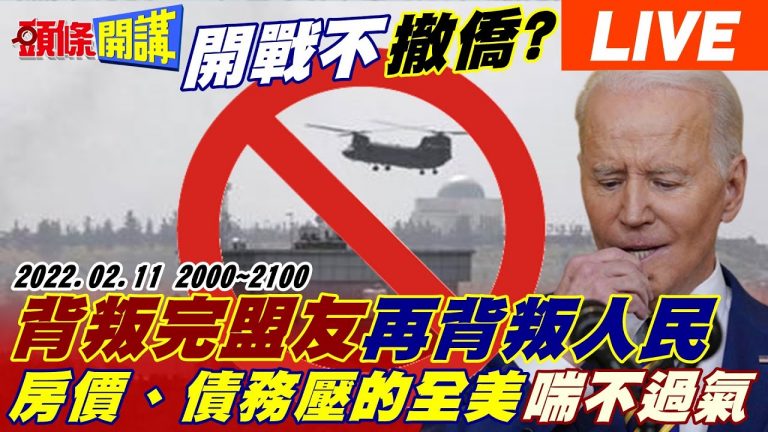 頭條開講
開戰不撤僑?
LIVE
2022.02.11 2000~2100
背叛完盟友再背叛人民
房價、債務壓的全美喘不過氣